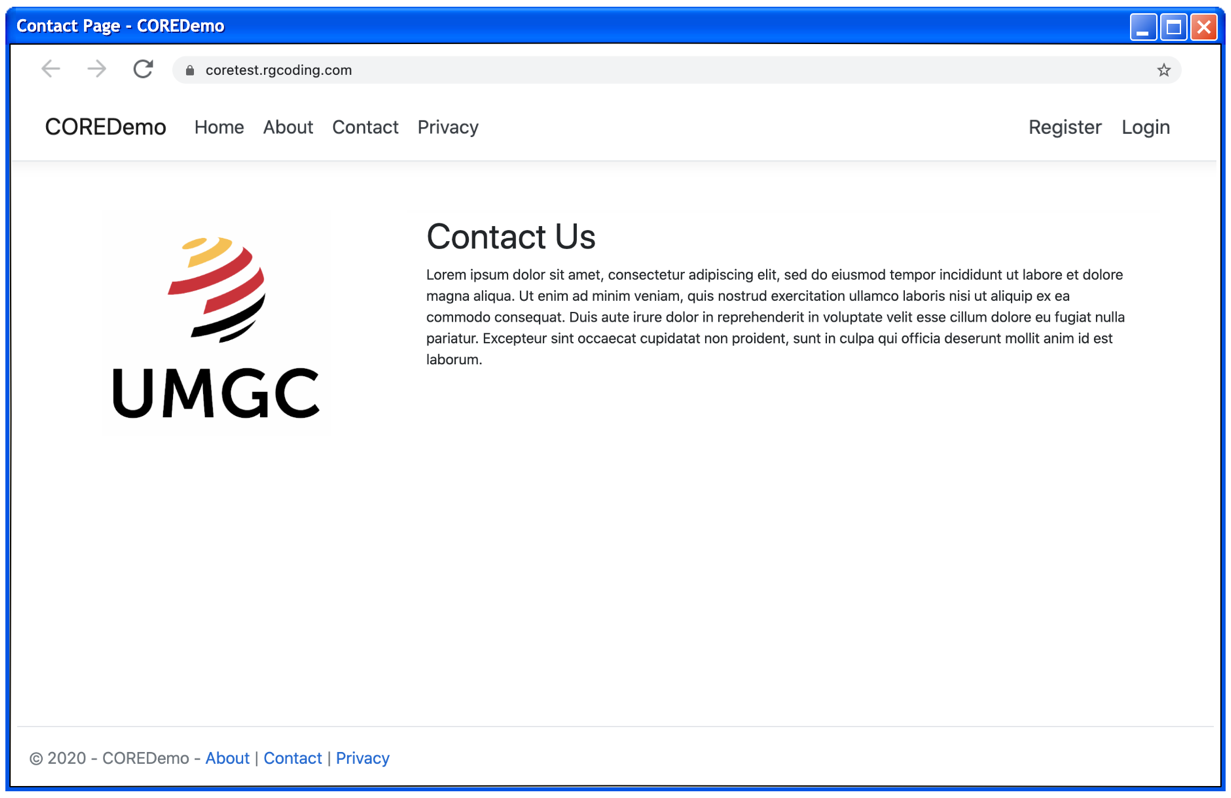 Contact Page - COREDemo
coretest.rgcoding.com
COREDemo Home About Contact Privacy Register Login
UMGC
Contact Us
Lorem ipsum dolor sit amet, consectetur adipiscing elit, sed do eiusmod tempor incididunt ut labore et dolore
magna aliqua. Ut enim ad minim veniam, quis nostrud exercitation ullamco laboris nisi ut aliquip ex ea
commodo consequat. Duis aute irure dolor in reprehenderit in voluptate velit esse cillum dolore eu fugiat nulla
pariatur. Excepteur sint occaecat cupidatat non proident, sunt in culpa qui officia deserunt mollit anim id est
laborum.
© 2020 - COREDemo - About | Contact | Privacy